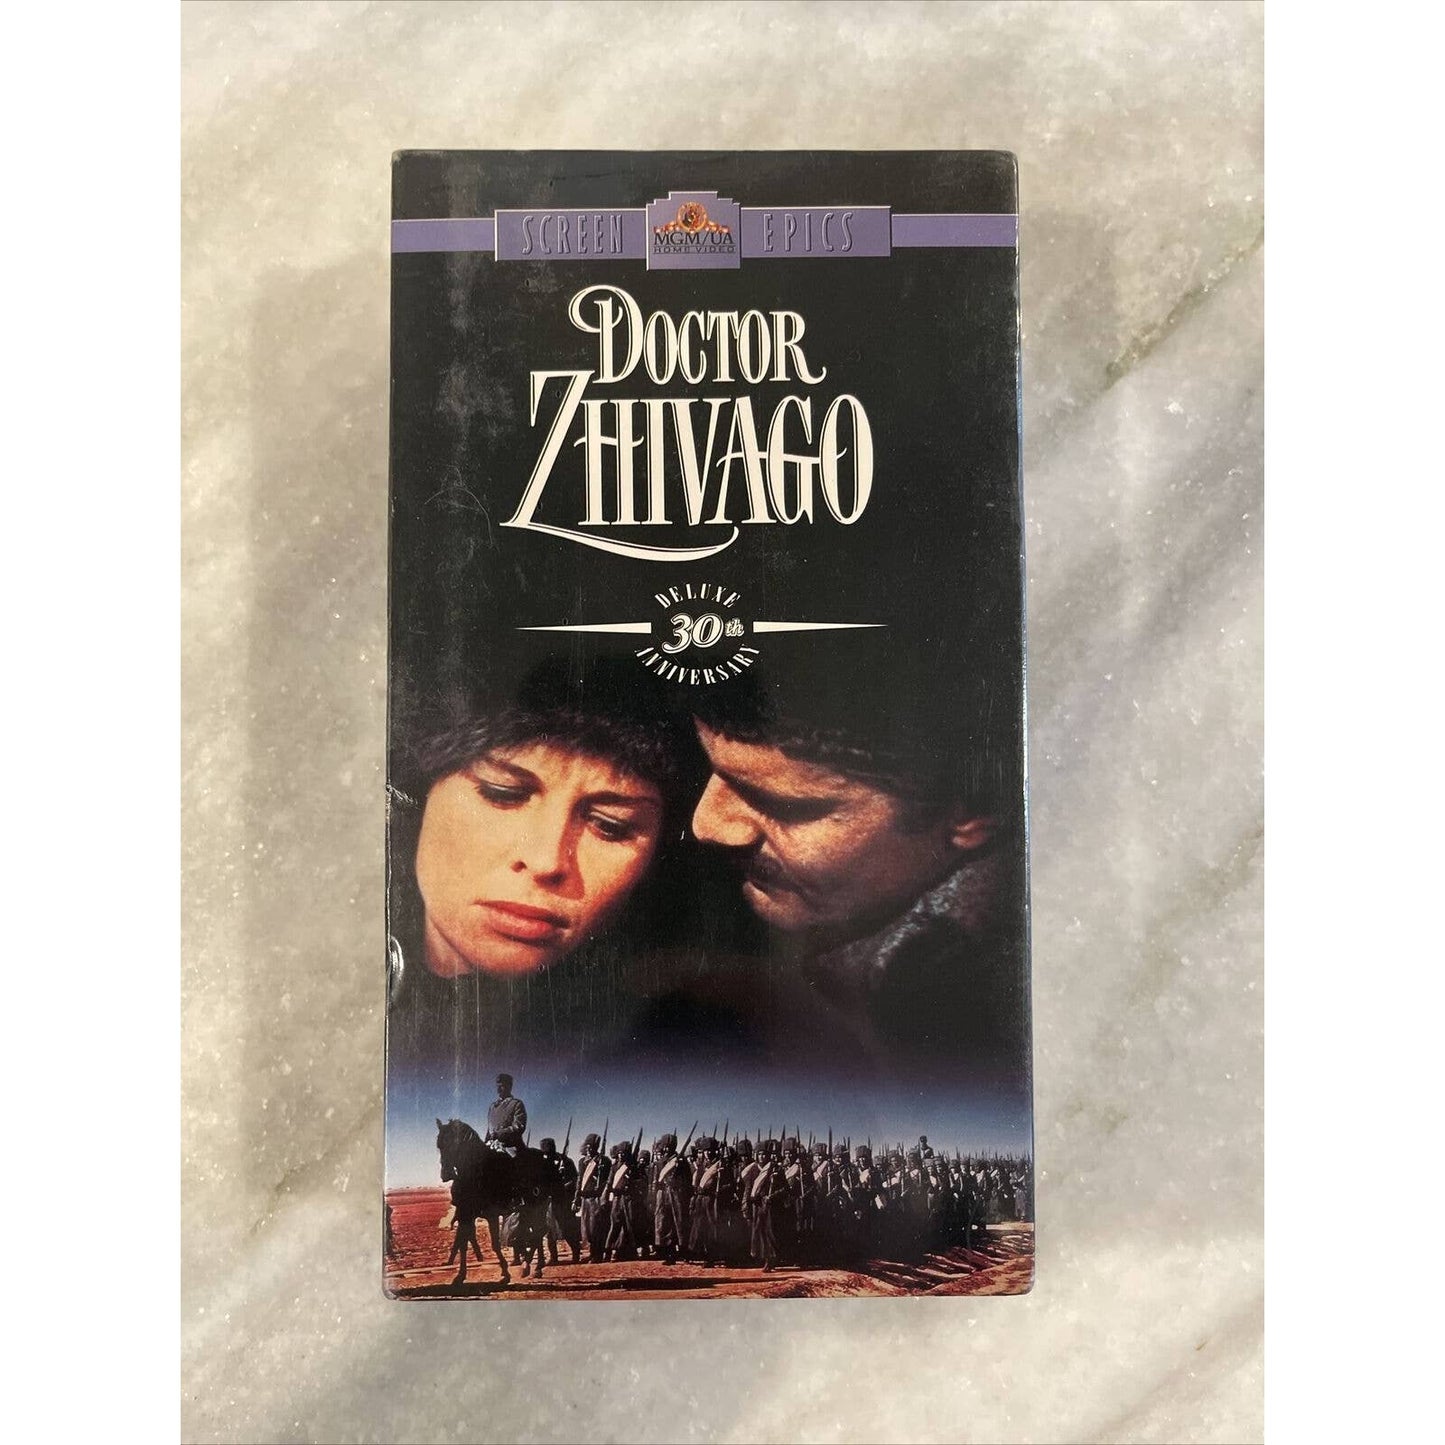 SCREEN EPICS
MGM/UA
HOME VIDEO
DOCTOR
ZHIVAGO
DELUXE
30th
ANNIVERSARY